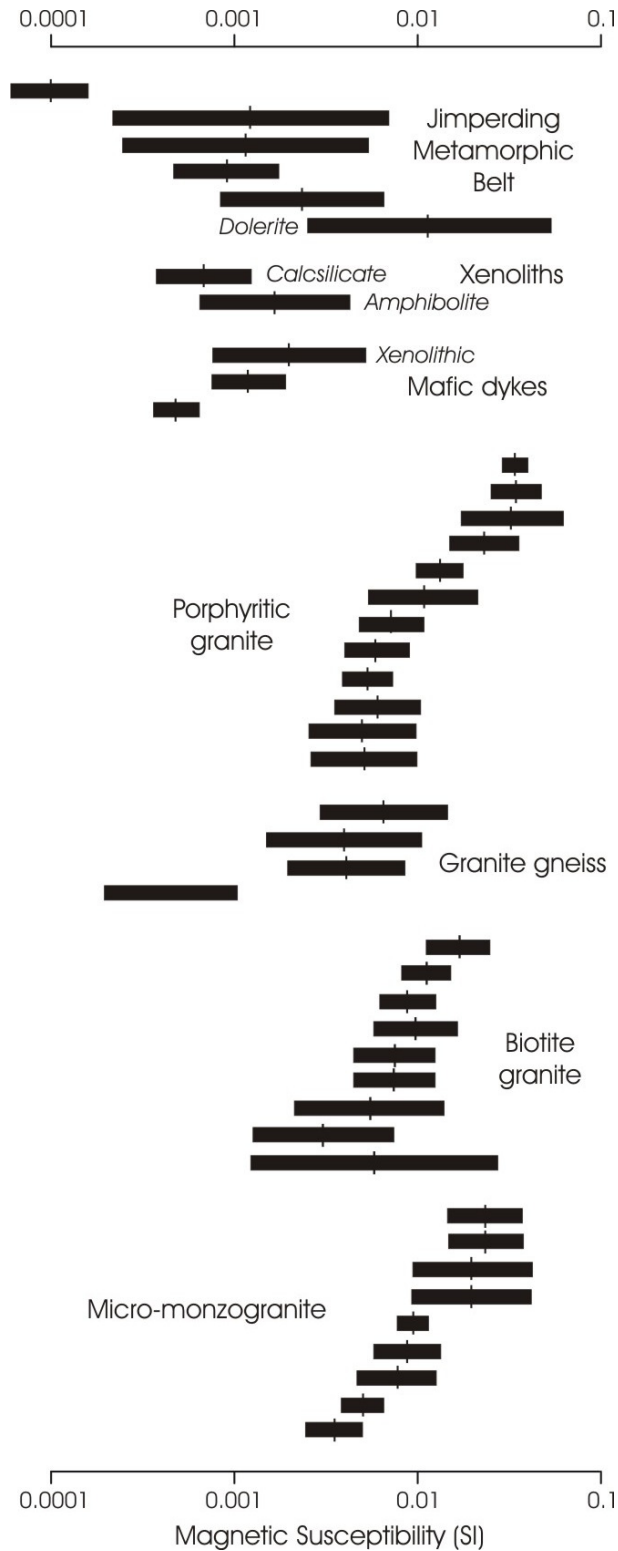 0.0001 0.001 0.01 0.1
Jimperding
Metamorphic
Belt
Dolerite
Calcsilicate Xenoliths
Amphibolite
Xenolithic
Mafic dykes
Porphyritic
granite
Granite gneiss
Biotite
granite
Micro-monzogranite
0.0001 0.001 0.01 0.1
Magnetic Susceptibility (SI)